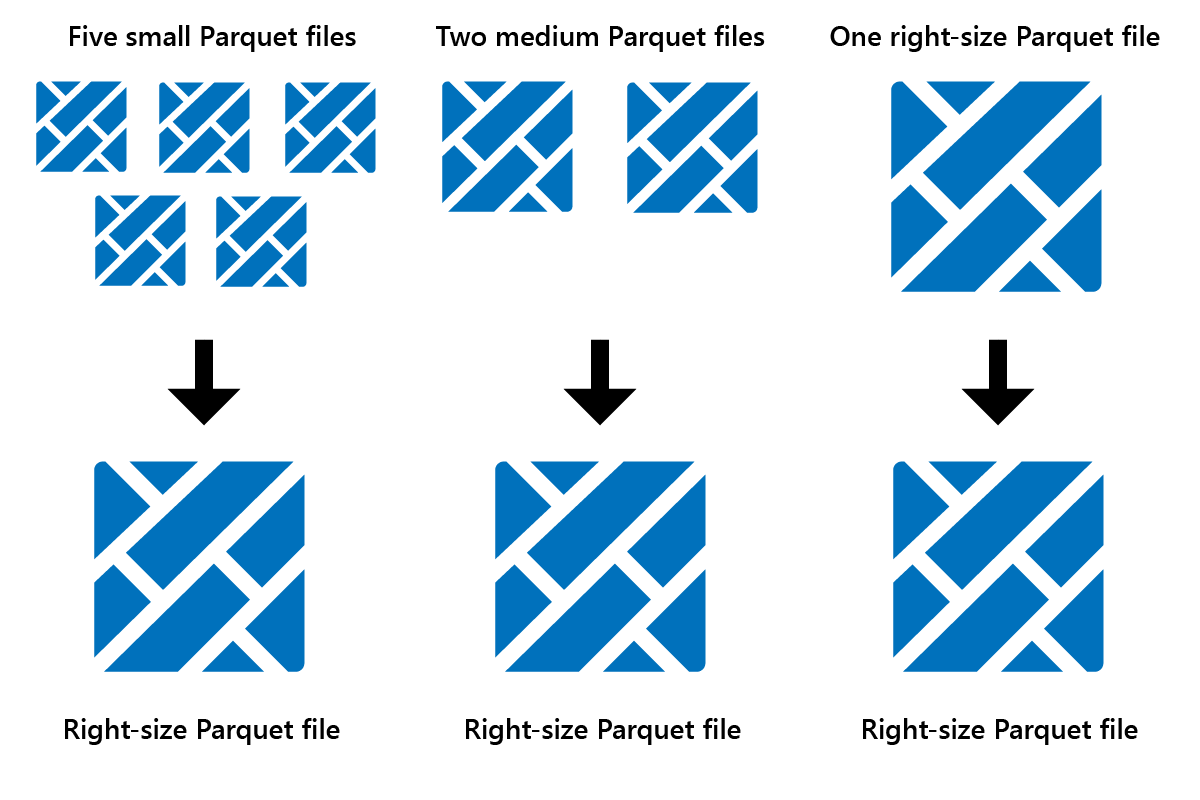 Five small Parquet files
Two medium Parquet files
One right-size Parquet file
Right-size Parquet file
Right-size Parquet file
Right-size Parquet file